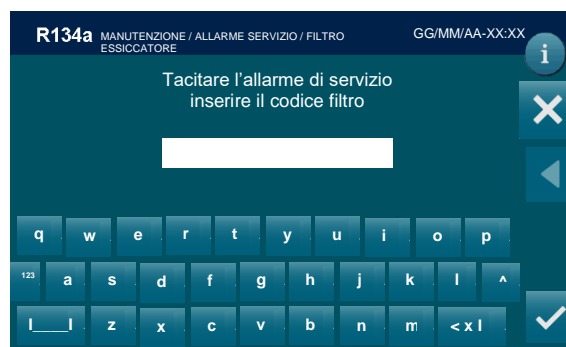 R134a MANUTENZIONE / ALLARME SERVIZIO / FILTRO ESSICCATORE GG/MM/AA-XX:XX
i
Tacitare l'allarme di servizio
inserire il codice filtro
q w e r t y u i o p
123 a s d f g h j k l ^
I___I z x c v b n m < x I